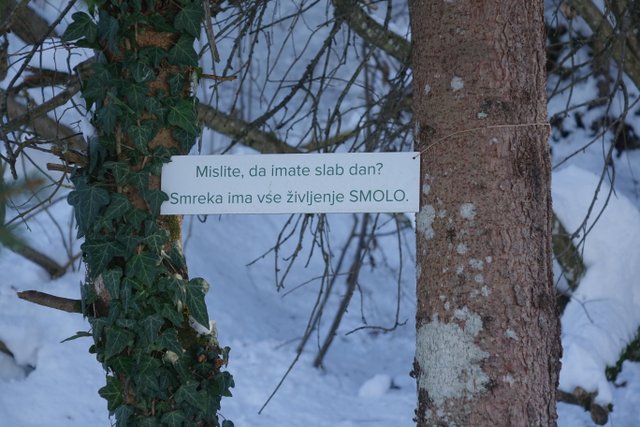 Mislite, da imate slab dan?
Smreka ima vse življenje SMOLO.